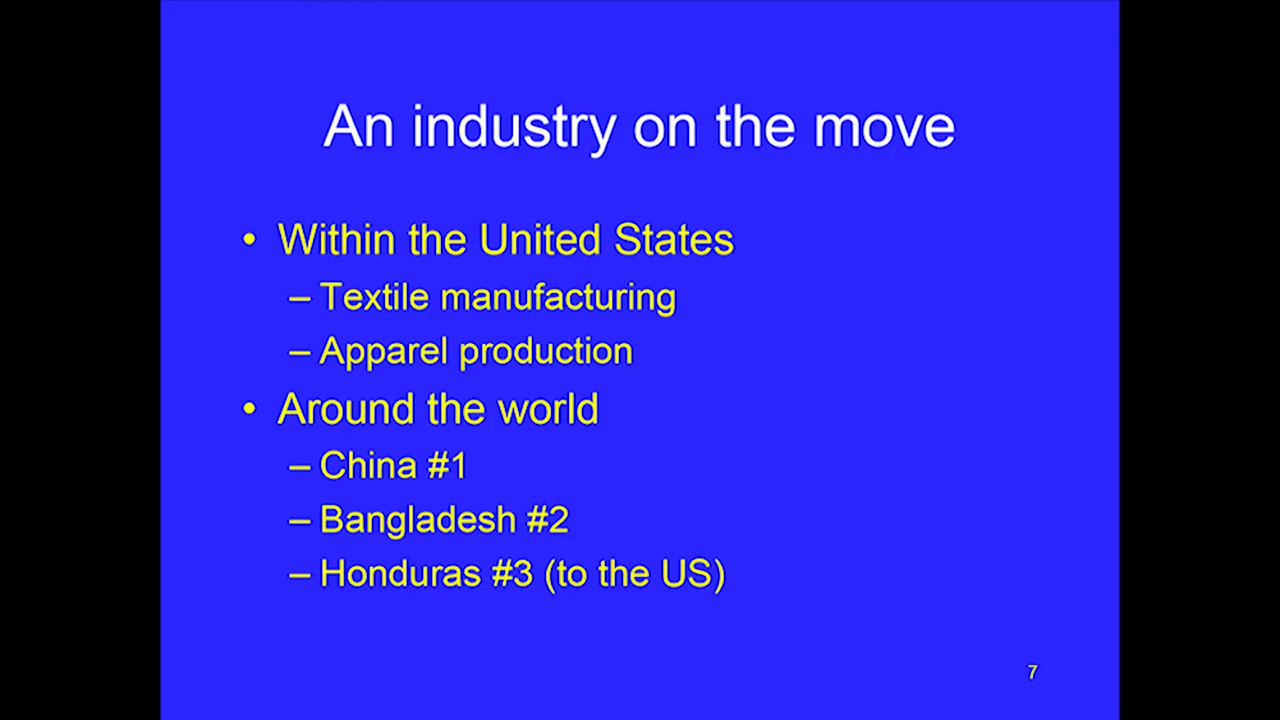 An industry on the move
• Within the United States
– Textile manufacturing
– Apparel production
• Around the world
– China #1
– Bangladesh #2
– Honduras #3 (to the US)
7